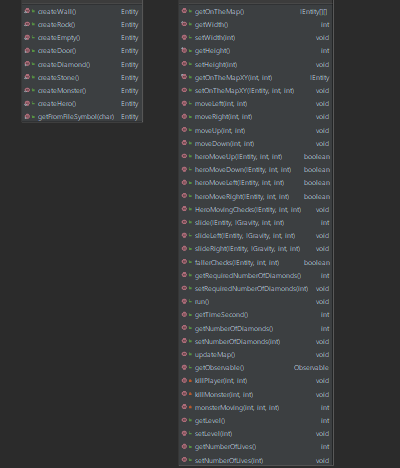 createWall() Entity
createRock() Entity
createEmpty() Entity
createDoor() Entity
createDiamond() Entity
createStone() Entity
createMonster() Entity
createHero() Entity
getFromFileSymbol(char) Entity
getOnTheMap() IEntity[][]
getWidth() int
setWidth(int) void
getHeight() int
setHeight(int) void
getOnTheMapXY(int, int) IEntity
setOnTheMapXY(IEntity, int, int) void
moveLeft(int, int) void
moveRight(int, int) void
moveUp(int, int) void
moveDown(int, int) void
heroMoveUp(IEntity, int, int) boolean
heroMoveDown(IEntity, int, int) boolean
heroMoveLeft(IEntity, int, int) boolean
heroMoveRight(IEntity, int, int) boolean
HeroMovingChecks(IEntity, int, int) void
slide(IEntity, IGravity, int, int) int
slideLeft(IEntity, IGravity, int, int) void
slideRight(IEntity, IGravity, int, int) void
fallerChecks(IEntity, int, int) boolean
getRequiredNumberOfDiamonds() int
setRequiredNumberOfDiamonds(int) void
run() void
getTimeSecond() int
getNumberOfDiamonds() int
setNumberOfDiamonds(int) void
updateMap() void
getObservable() Observable
killPlayer(int, int) void
killMonster(int, int) void
monsterMoving(int, int, int) int
getLevel() int
setLevel(int) void
getNumberOfLives() int
setNumberOfLives(int) void